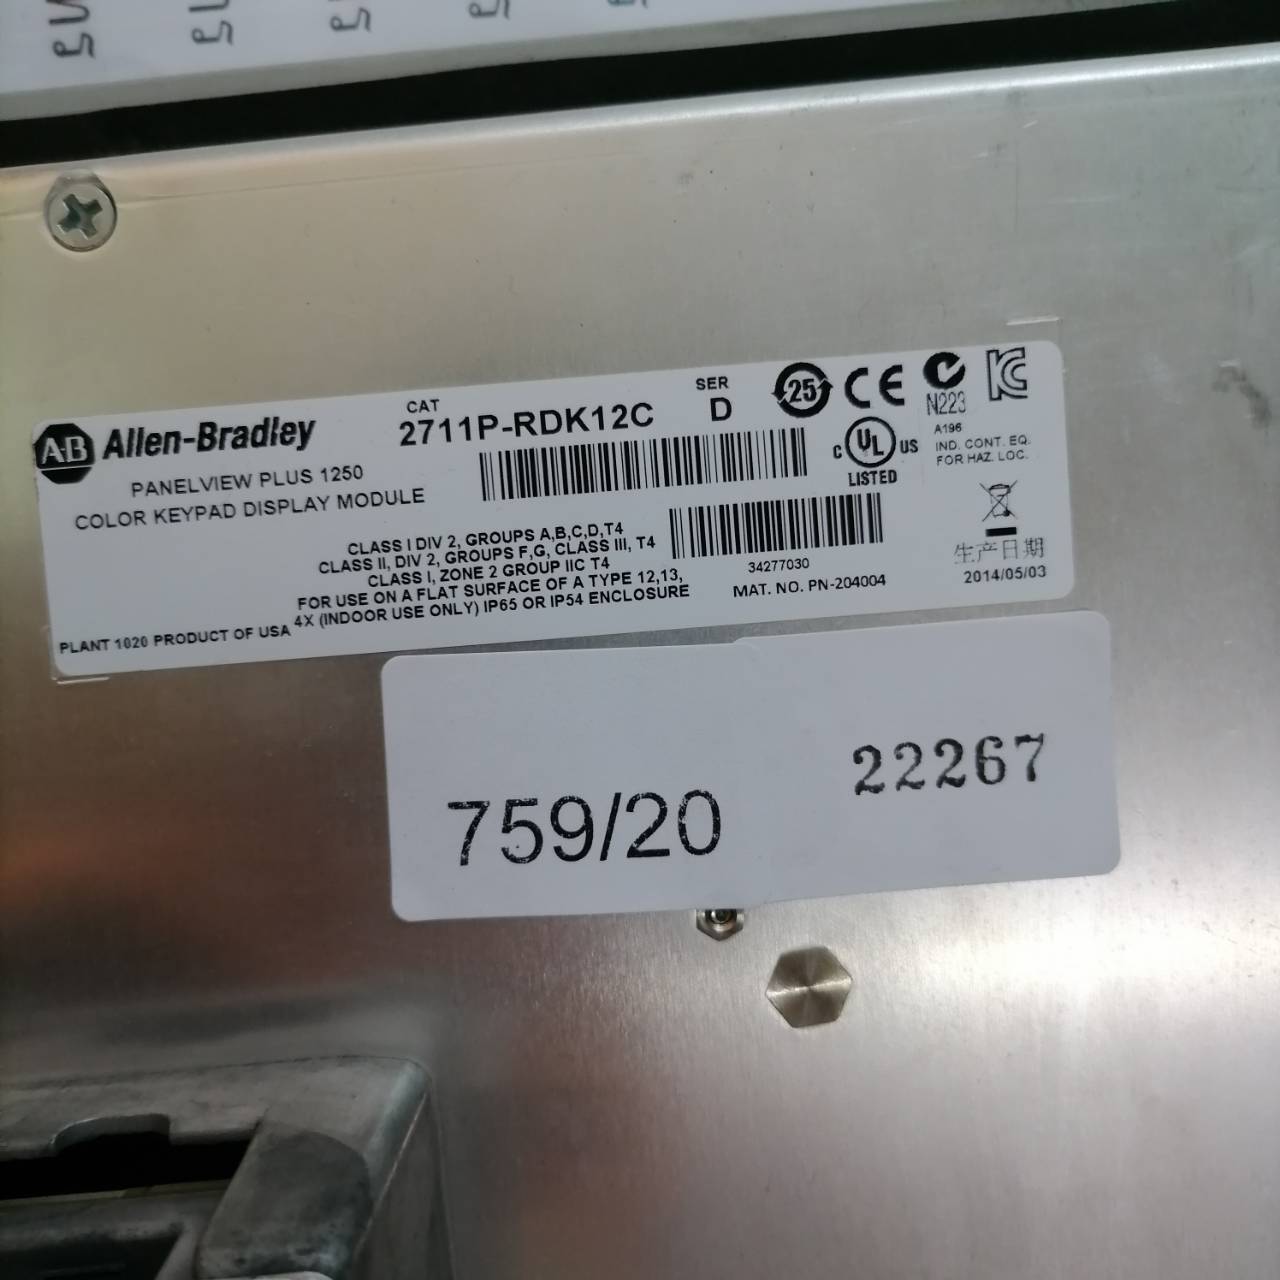 AB Allen-Bradley
CAT
2711P-RDK12C
SER
D
25
CE
N223
PANELVIEW PLUS 1250
COLOR KEYPAD DISPLAY MODULE
C UL US
LISTED
A196
IND. CONT. EQ.
FOR HAZ. LOC.
CLASS I DIV 2, GROUPS A,B,C,D,T4
CLASS II, DIV 2, GROUPS F,G, CLASS III, T4
CLASS I, ZONE 2 GROUP IIC T4
FOR USE ON A FLAT SURFACE OF A TYPE 12,13,
4X (INDOOR USE ONLY) IP65 OR IP54 ENCLOSURE
34277030
MAT. NO. PN-204004
生产日期
2014/05/03
PLANT 1020 PRODUCT OF USA
759/20
22267